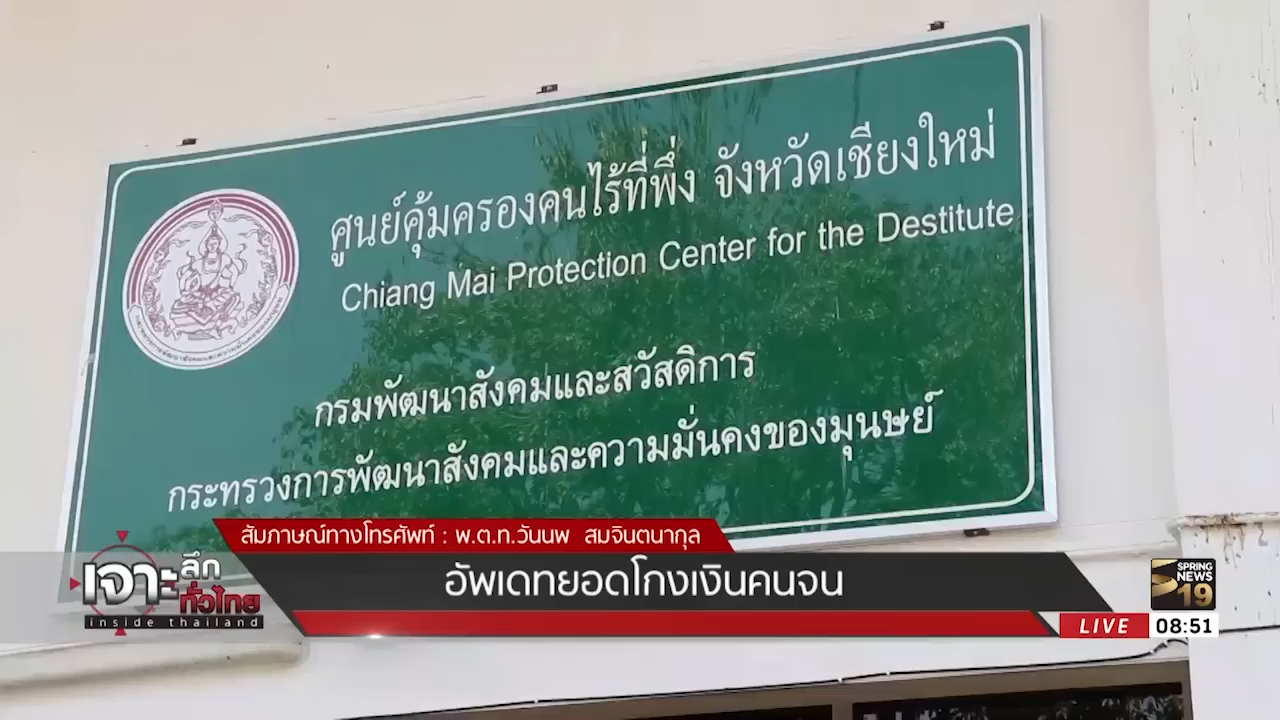 ศูนย์คุ้มครองคนไร้ที่พึ่ง จังหวัดเชียงใหม่
Chiang Mai Protection Center for the Destitute
กรมพัฒนาสังคมและสวัสดิการ
กระทรวงการพัฒนาสังคมและความมั่นคงของมนุษย์
สัมภาษณ์ทางโทรศัพท์ : พ.ต.ท.วันนพ สมจินตนากุล
อัพเดทยอดโกงเงินคนจน
เจาะลึกทั่วไทย
inside thailand
SPRING NEWS 19
LIVE 08:51